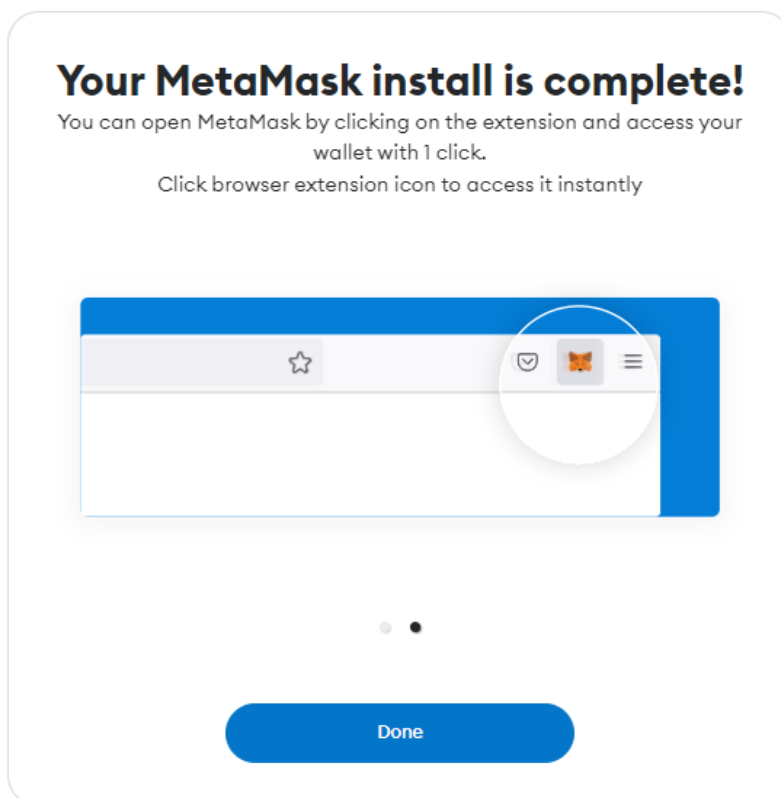 Your MetaMask install is complete!
You can open MetaMask by clicking on the extension and access your
wallet with 1 click.
Click browser extension icon to access it instantly
Done